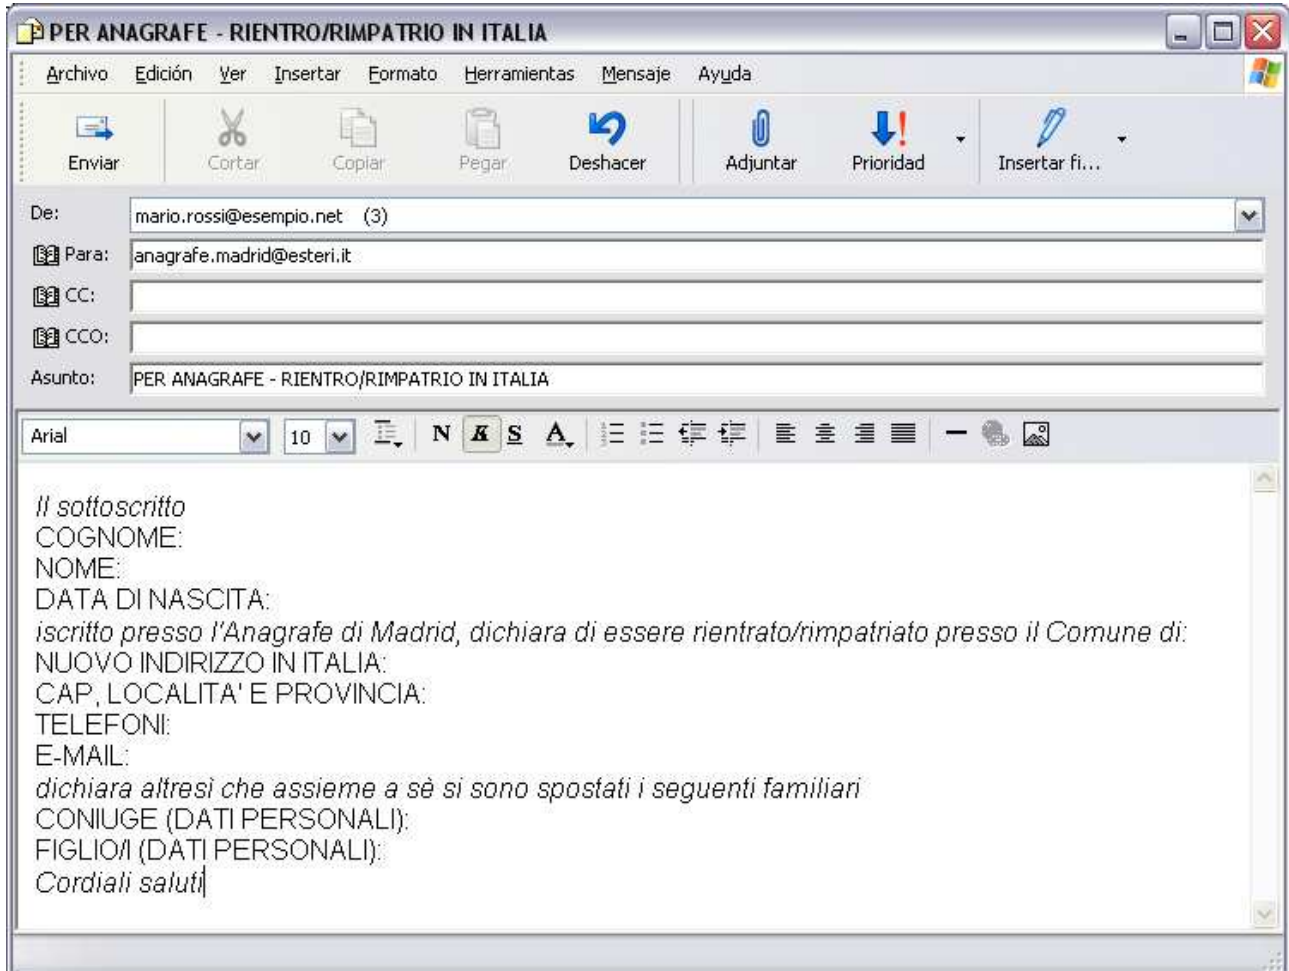 PER ANAGRAFE - RIENTRO/RIMPATRIO IN ITALIA
Archivo Edición Ver Insertar Formato Herramientas Mensaje Ayuda
Enviar Cortar Copiar Pegar Deshacer Adjuntar Prioridad Insertar fi...
De: mario.rossi@esempio.net (3)
Para: anagrafe.madrid@esteri.it
CC:
CCO:
Asunto: PER ANAGRAFE - RIENTRO/RIMPATRIO IN ITALIA
Arial 10 N K S A
Il sottoscritto
COGNOME:
NOME:
DATA DI NASCITA:
iscritto presso l'Anagrafe di Madrid, dichiara di essere rientrato/rimpatriato presso il Comune di:
NUOVO INDIRIZZO IN ITALIA:
CAP, LOCALITA' E PROVINCIA:
TELEFONI:
E-MAIL:
dichiara altresì che assieme a sè si sono spostati i seguenti familiari
CONIUGE (DATI PERSONALI):
FIGLIO/I (DATI PERSONALI):
Cordiali saluti